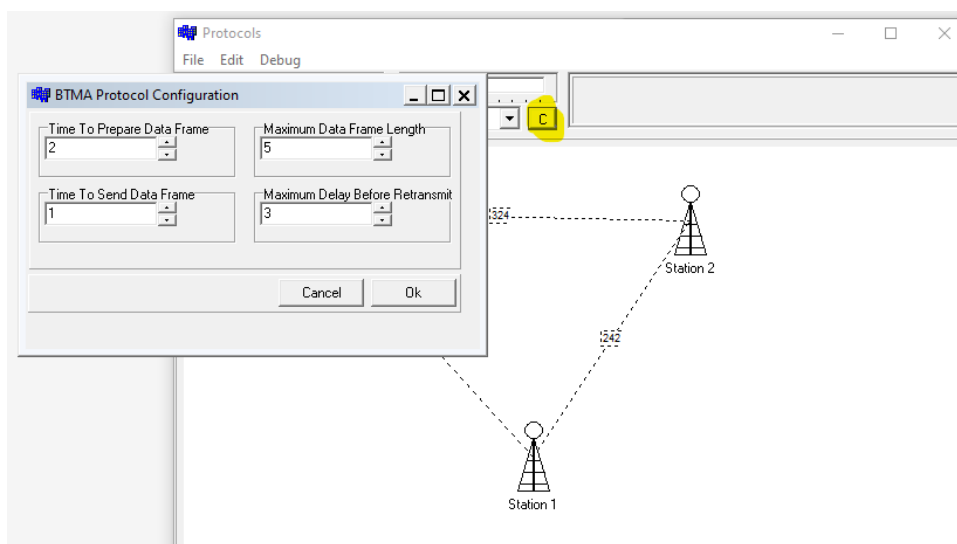 Protocols
File Edit Debug
BTMA Protocol Configuration
Time To Prepare Data Frame
2
Maximum Data Frame Length
5
Time To Send Data Frame
1
Maximum Delay Before Retransmit
3
Cancel Ok
C
324
Station 2
242
Station 1